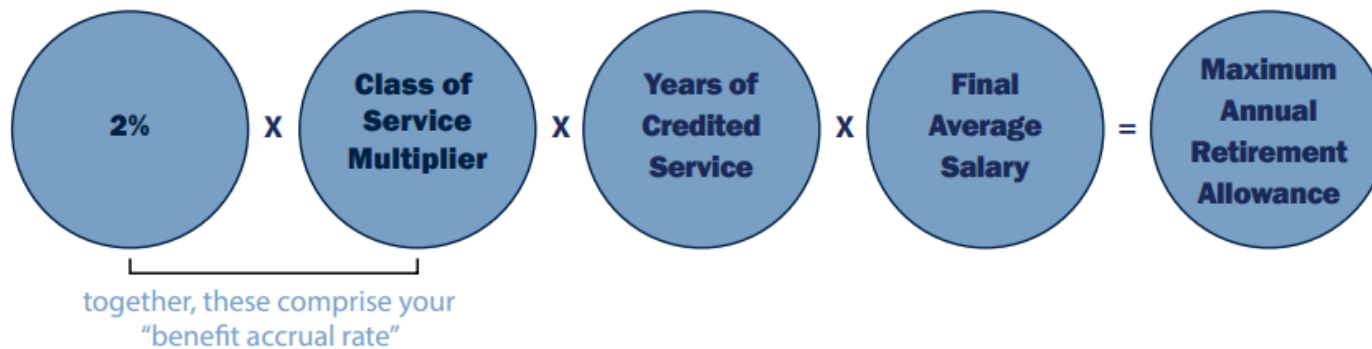 2%
X
Class of
Service
Multiplier
X
Years of
Credited
Service
X
Final
Average
Salary
=
Maximum
Annual
Retirement
Allowance
together, these comprise your
“benefit accrual rate”